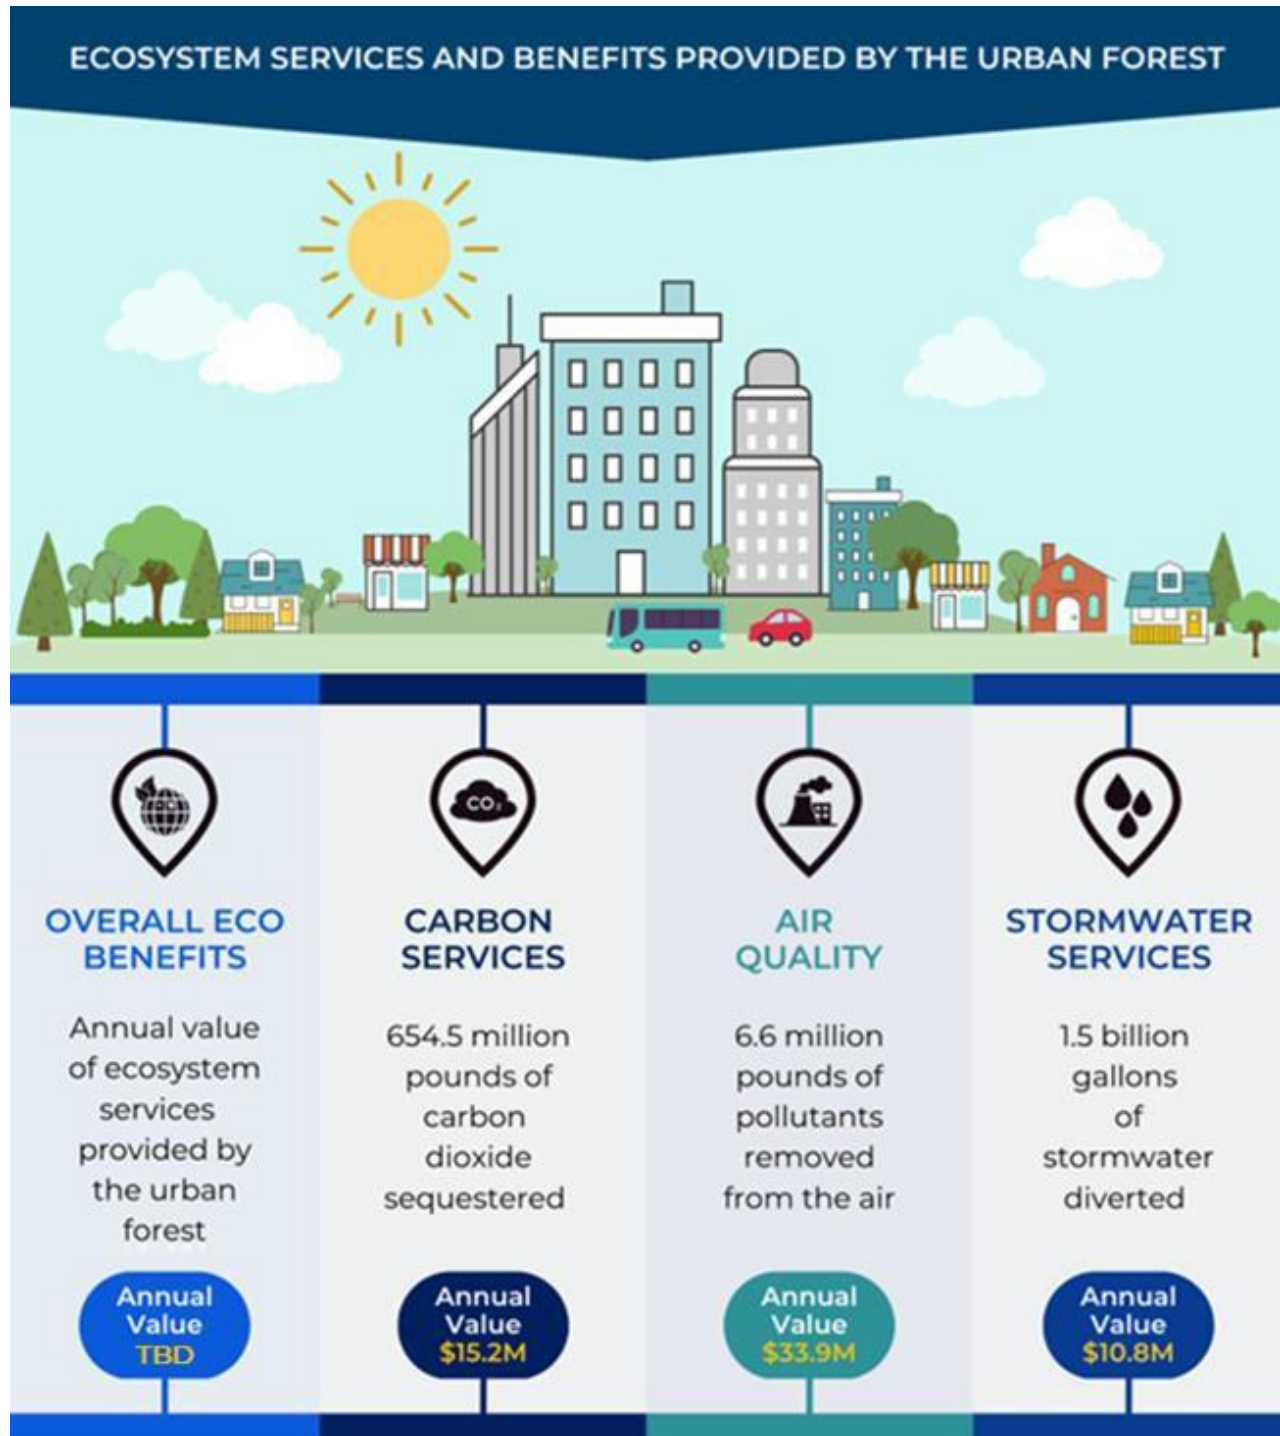 ECOSYSTEM SERVICES AND BENEFITS PROVIDED BY THE URBAN FOREST
CO₂
OVERALL ECO
BENEFITS
Annual value
of ecosystem
services
provided by
the urban
forest
Annual
Value
TBD
CARBON
SERVICES
654.5 million
pounds of
carbon
dioxide
sequestered
Annual
Value
$15.2M
AIR
QUALITY
6.6 million
pounds of
pollutants
removed
from the air
Annual
Value
$33.9M
STORMWATER
SERVICES
1.5 billion
gallons
of
stormwater
diverted
Annual
Value
$10.8M